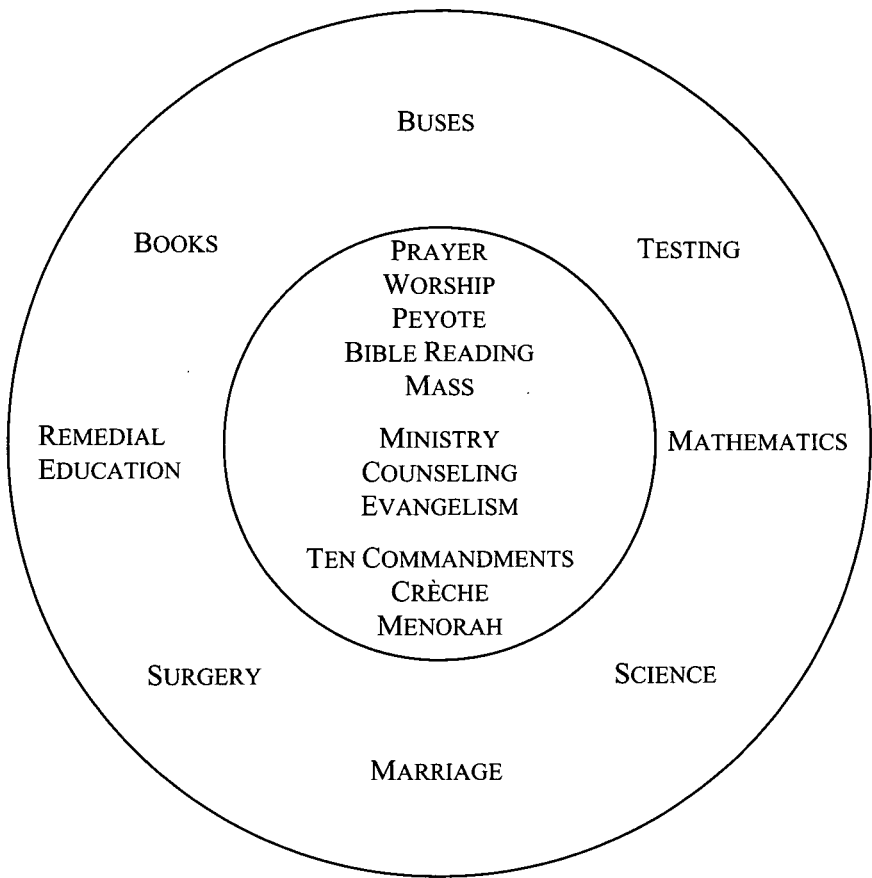 BUSES
BOOKS
TESTING
PRAYER
WORSHIP
PEYOTE
BIBLE READING
MASS
REMEDIAL
EDUCATION
MINISTRY
COUNSELING
EVANGELISM
MATHEMATICS
TEN COMMANDMENTS
CRÈCHE
MENORAH
SURGERY
SCIENCE
MARRIAGE